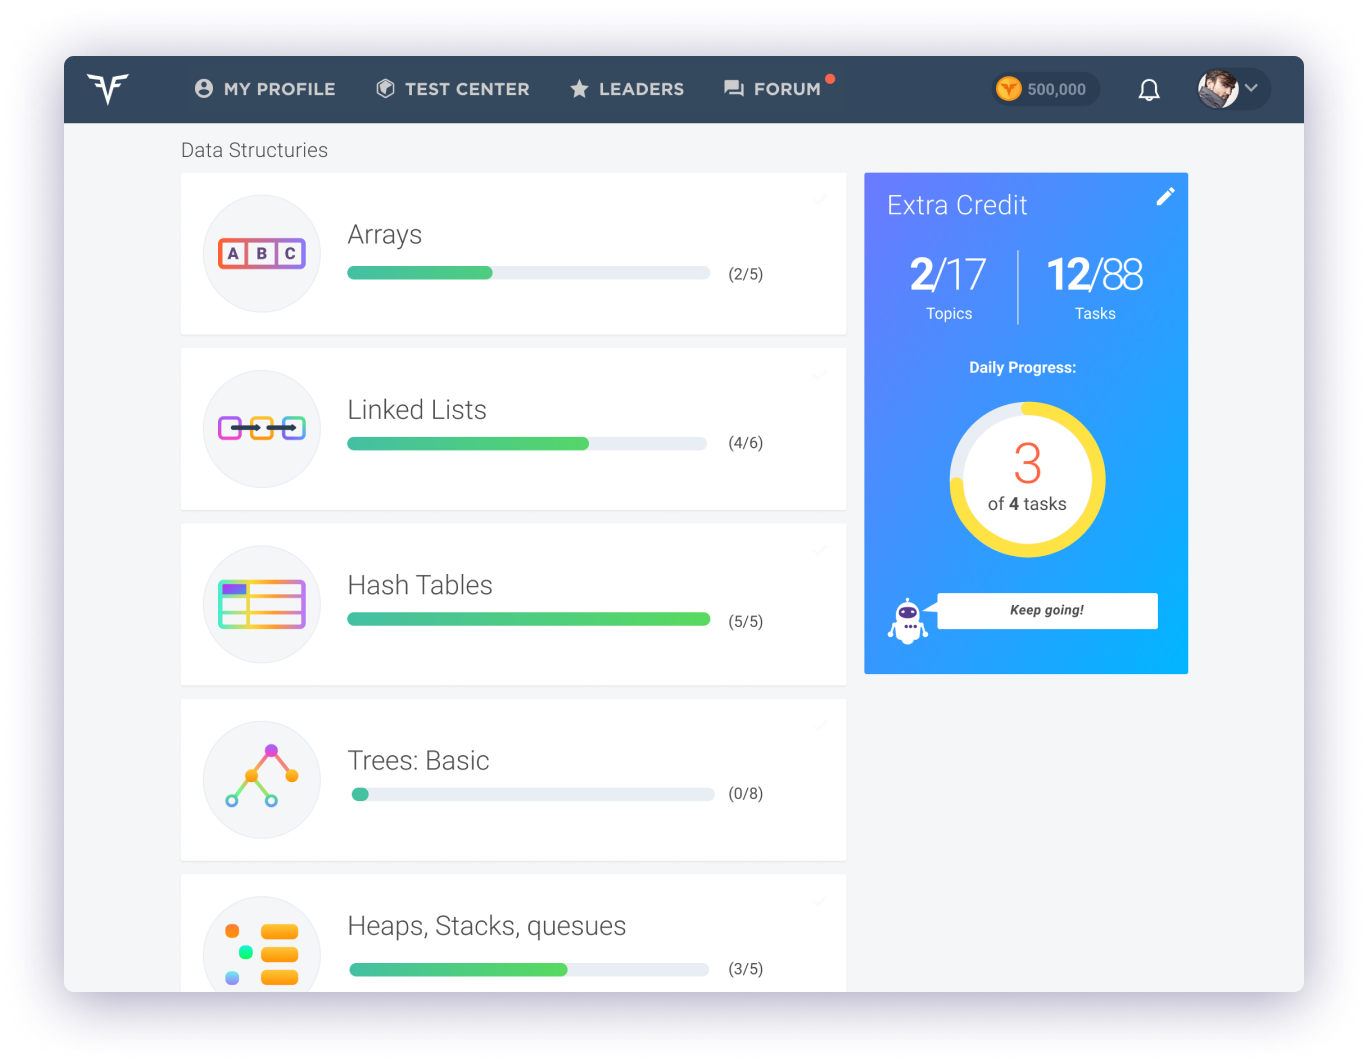 MY PROFILE TEST CENTER LEADERS FORUM 500,000
Data Structuries
A B C
Arrays
(2/5)
Linked Lists
(4/6)
Hash Tables
(5/5)
Trees: Basic
(0/8)
Heaps, Stacks, quesues
(3/5)
Extra Credit
2/17 12/88
Topics Tasks
Daily Progress:
3
of 4 tasks
Keep going!